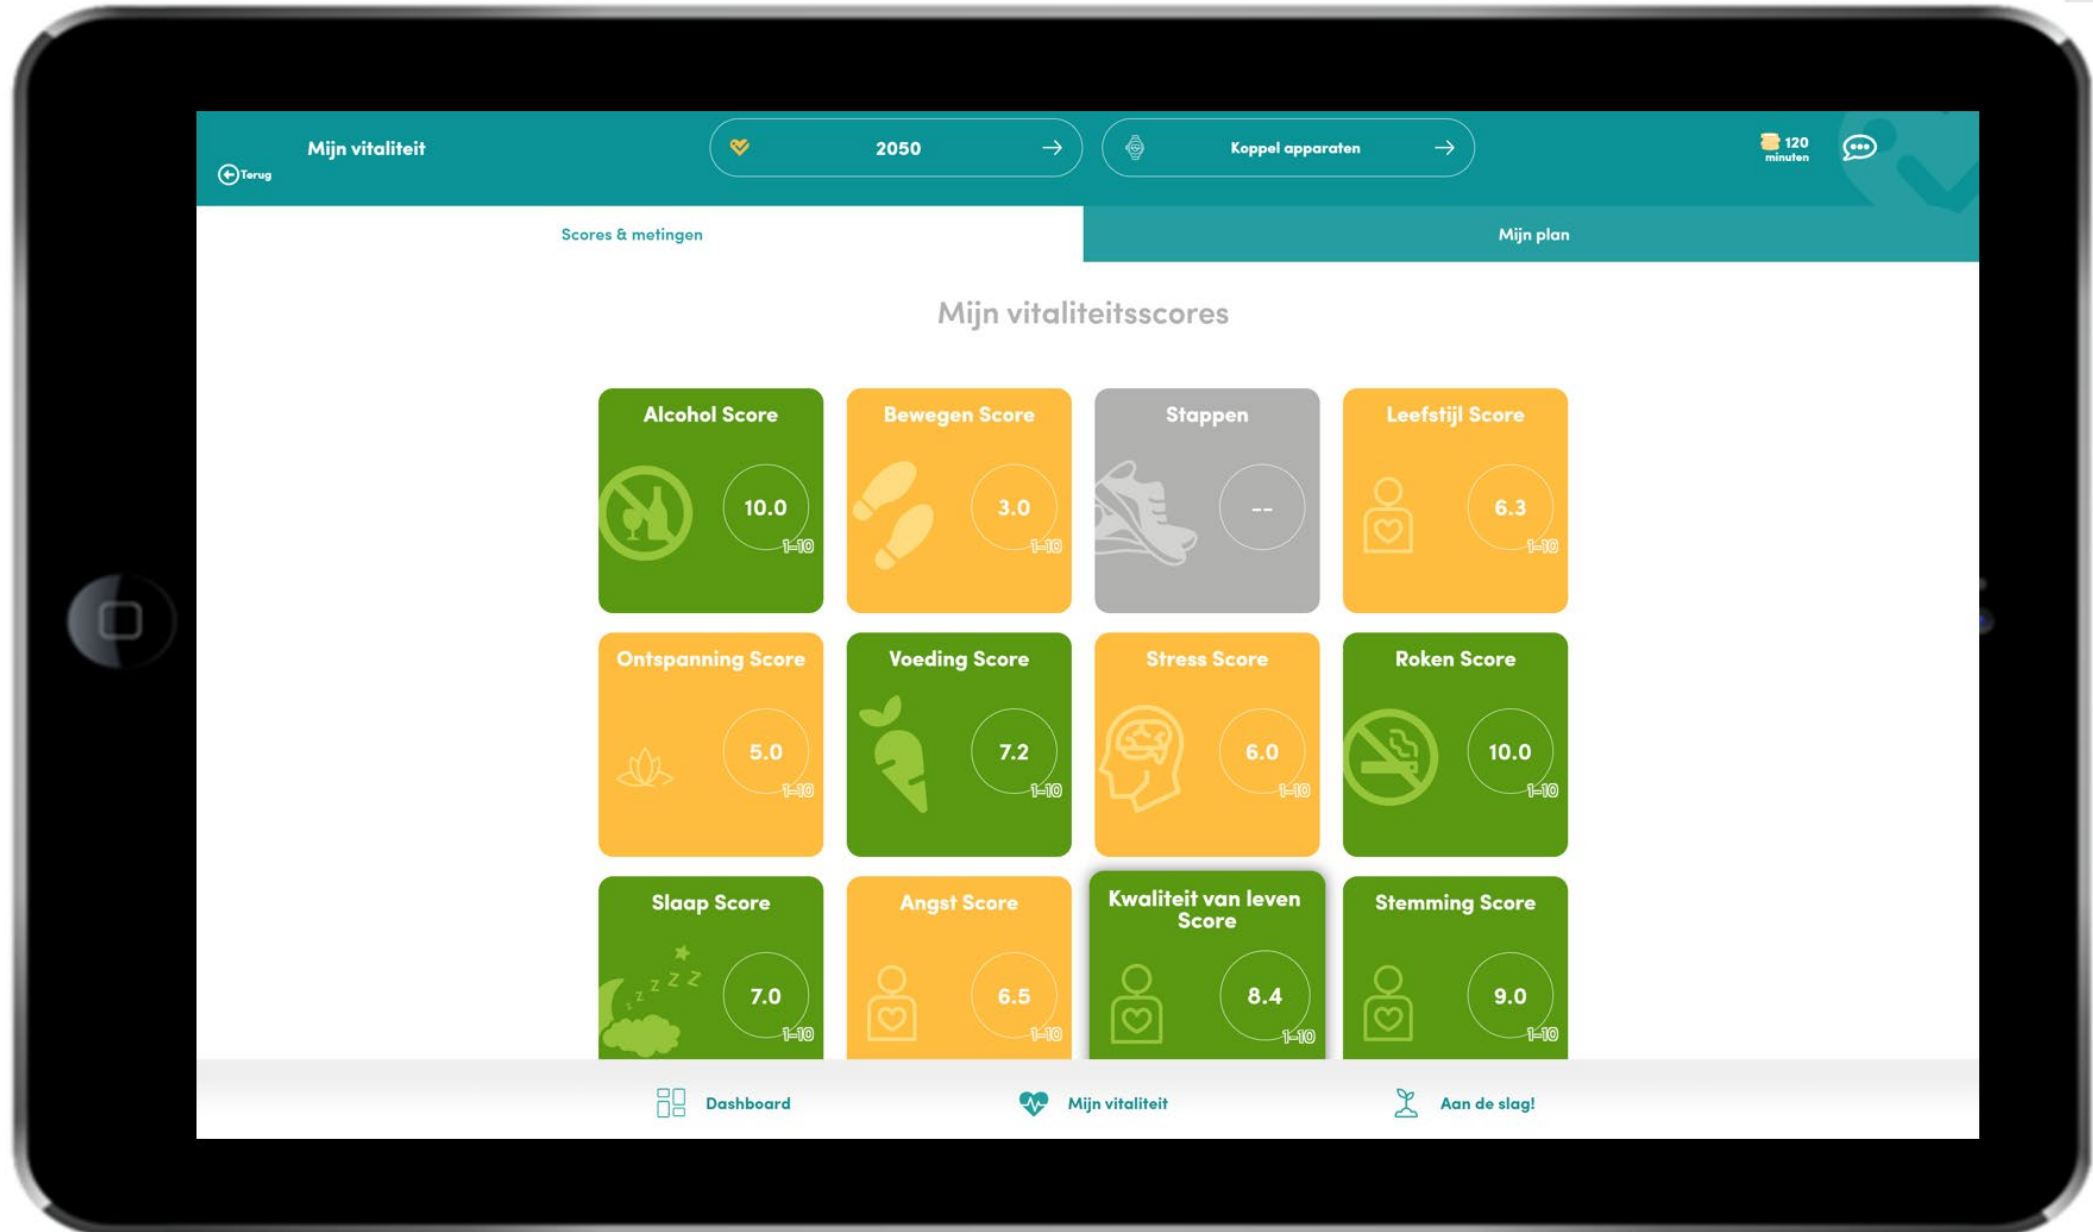 Mijn vitaliteit
Terug
2050
Koppel apparaten
120
minuten
Scores & metingen
Mijn plan
Mijn vitaliteitsscores
Alcohol Score
10.0
1-10
Bewegen Score
3.0
1-10
Stappen
--
Leefstijl Score
6.3
1-10
Ontspanning Score
5.0
1-10
Voeding Score
7.2
1-10
Stress Score
6.0
1-10
Roken Score
10.0
1-10
Slaap Score
z z z z
7.0
1-10
Angst Score
6.5
1-10
Kwaliteit van leven
Score
8.4
1-10
Stemming Score
9.0
1-10
Dashboard
Mijn vitaliteit
Aan de slag!